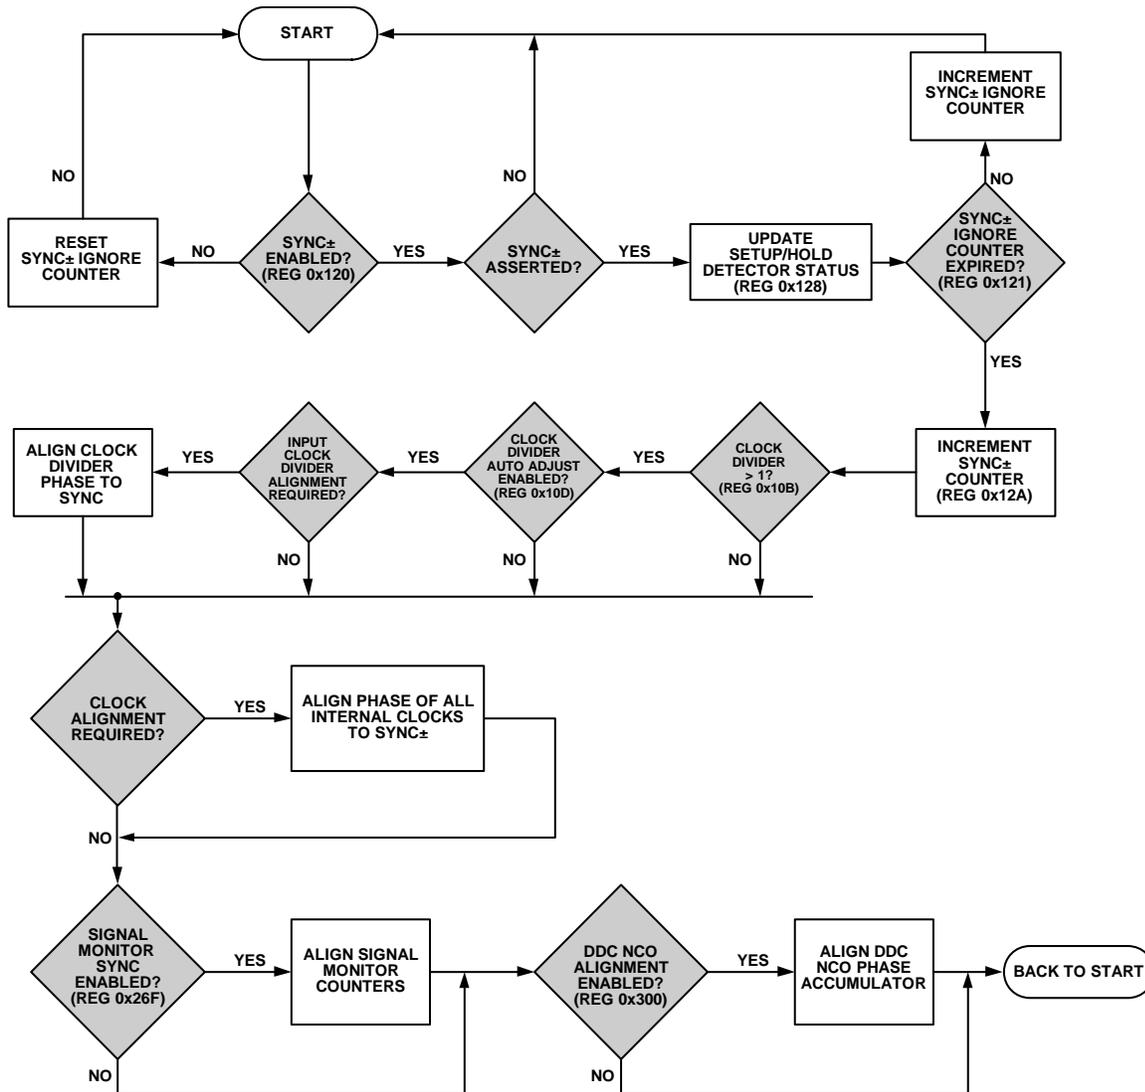 START
INCREMENT
SYNC± IGNORE
COUNTER
NO
NO
NO
RESET
SYNC± IGNORE
COUNTER
NO
SYNC±
ENABLED?
(REG 0x120)
YES
SYNC±
ASSERTED?
YES
UPDATE
SETUP/HOLD
DETECTOR STATUS
(REG 0x128)
SYNC±
IGNORE
COUNTER
EXPIRED?
(REG 0x121)
YES
ALIGN CLOCK
DIVIDER
PHASE TO
SYNC
YES
INPUT
CLOCK
DIVIDER
ALIGNMENT
REQUIRED?
YES
CLOCK
DIVIDER
AUTO ADJUST
ENABLED?
(REG 0x10D)
YES
CLOCK
DIVIDER
> 1?
(REG 0x10B)
INCREMENT
SYNC±
COUNTER
(REG 0x12A)
NO
NO
NO
CLOCK
ALIGNMENT
REQUIRED?
YES
ALIGN PHASE OF ALL
INTERNAL CLOCKS
TO SYNC±
NO
SIGNAL
MONITOR
SYNC
ENABLED?
(REG 0x26F)
YES
ALIGN SIGNAL
MONITOR
COUNTERS
DDC NCO
ALIGNMENT
ENABLED?
(REG 0x300)
YES
ALIGN DDC
NCO PHASE
ACCUMULATOR
BACK TO START
NO
NO